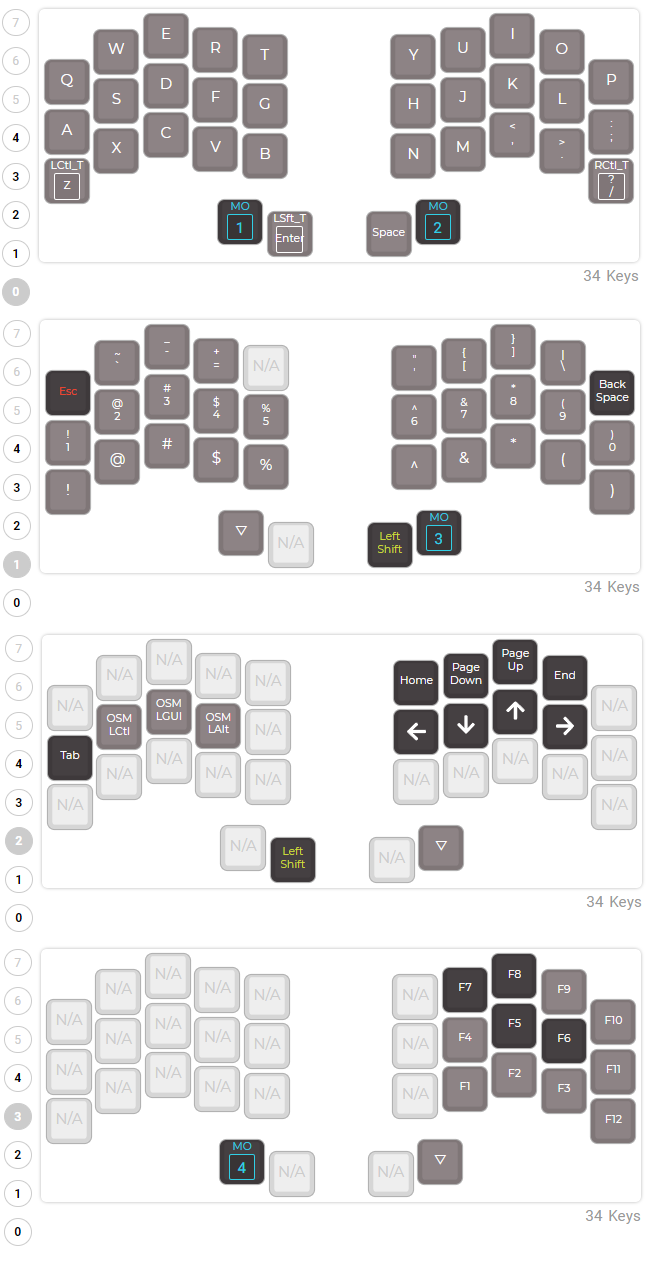 7
6
5
4
3
2
1
0
Q W E R T Y U I O P
A S D F G H J K L : ;
LCtl_T
Z
X C V B N M
< ,
> .
RCtl_T
?
/
MO
1
LSft_T
Enter
Space
MO
2
34 Keys
7
6
5
4
3
2
1
0
Esc
~
`
_
-
+
=
N/A
"
'
{
[
}
]
|
\
Back
Space
!
1
@
2
#
3
$
4
%
5
^
6
&
7
*
8
(
9
)
0
! @ # $ % ^ & * ( )
▽
N/A
Left
Shift
MO
3
34 Keys
7
6
5
4
3
2
1
0
N/A N/A N/A N/A N/A
Home
Page
Down
Page
Up
End
N/A
Tab
OSM
LCtl
OSM
LGUI
OSM
LAlt
N/A
← ↓ ↑ →
N/A
N/A N/A N/A N/A N/A N/A N/A N/A N/A N/A
N/A
Left
Shift
N/A
▽
34 Keys
7
6
5
4
3
2
1
0
N/A N/A N/A N/A N/A N/A F7 F8 F9 F10
N/A N/A N/A N/A N/A N/A F4 F5 F6 F11
N/A N/A N/A N/A N/A N/A F1 F2 F3 F12
MO
4
N/A
N/A
▽
34 Keys